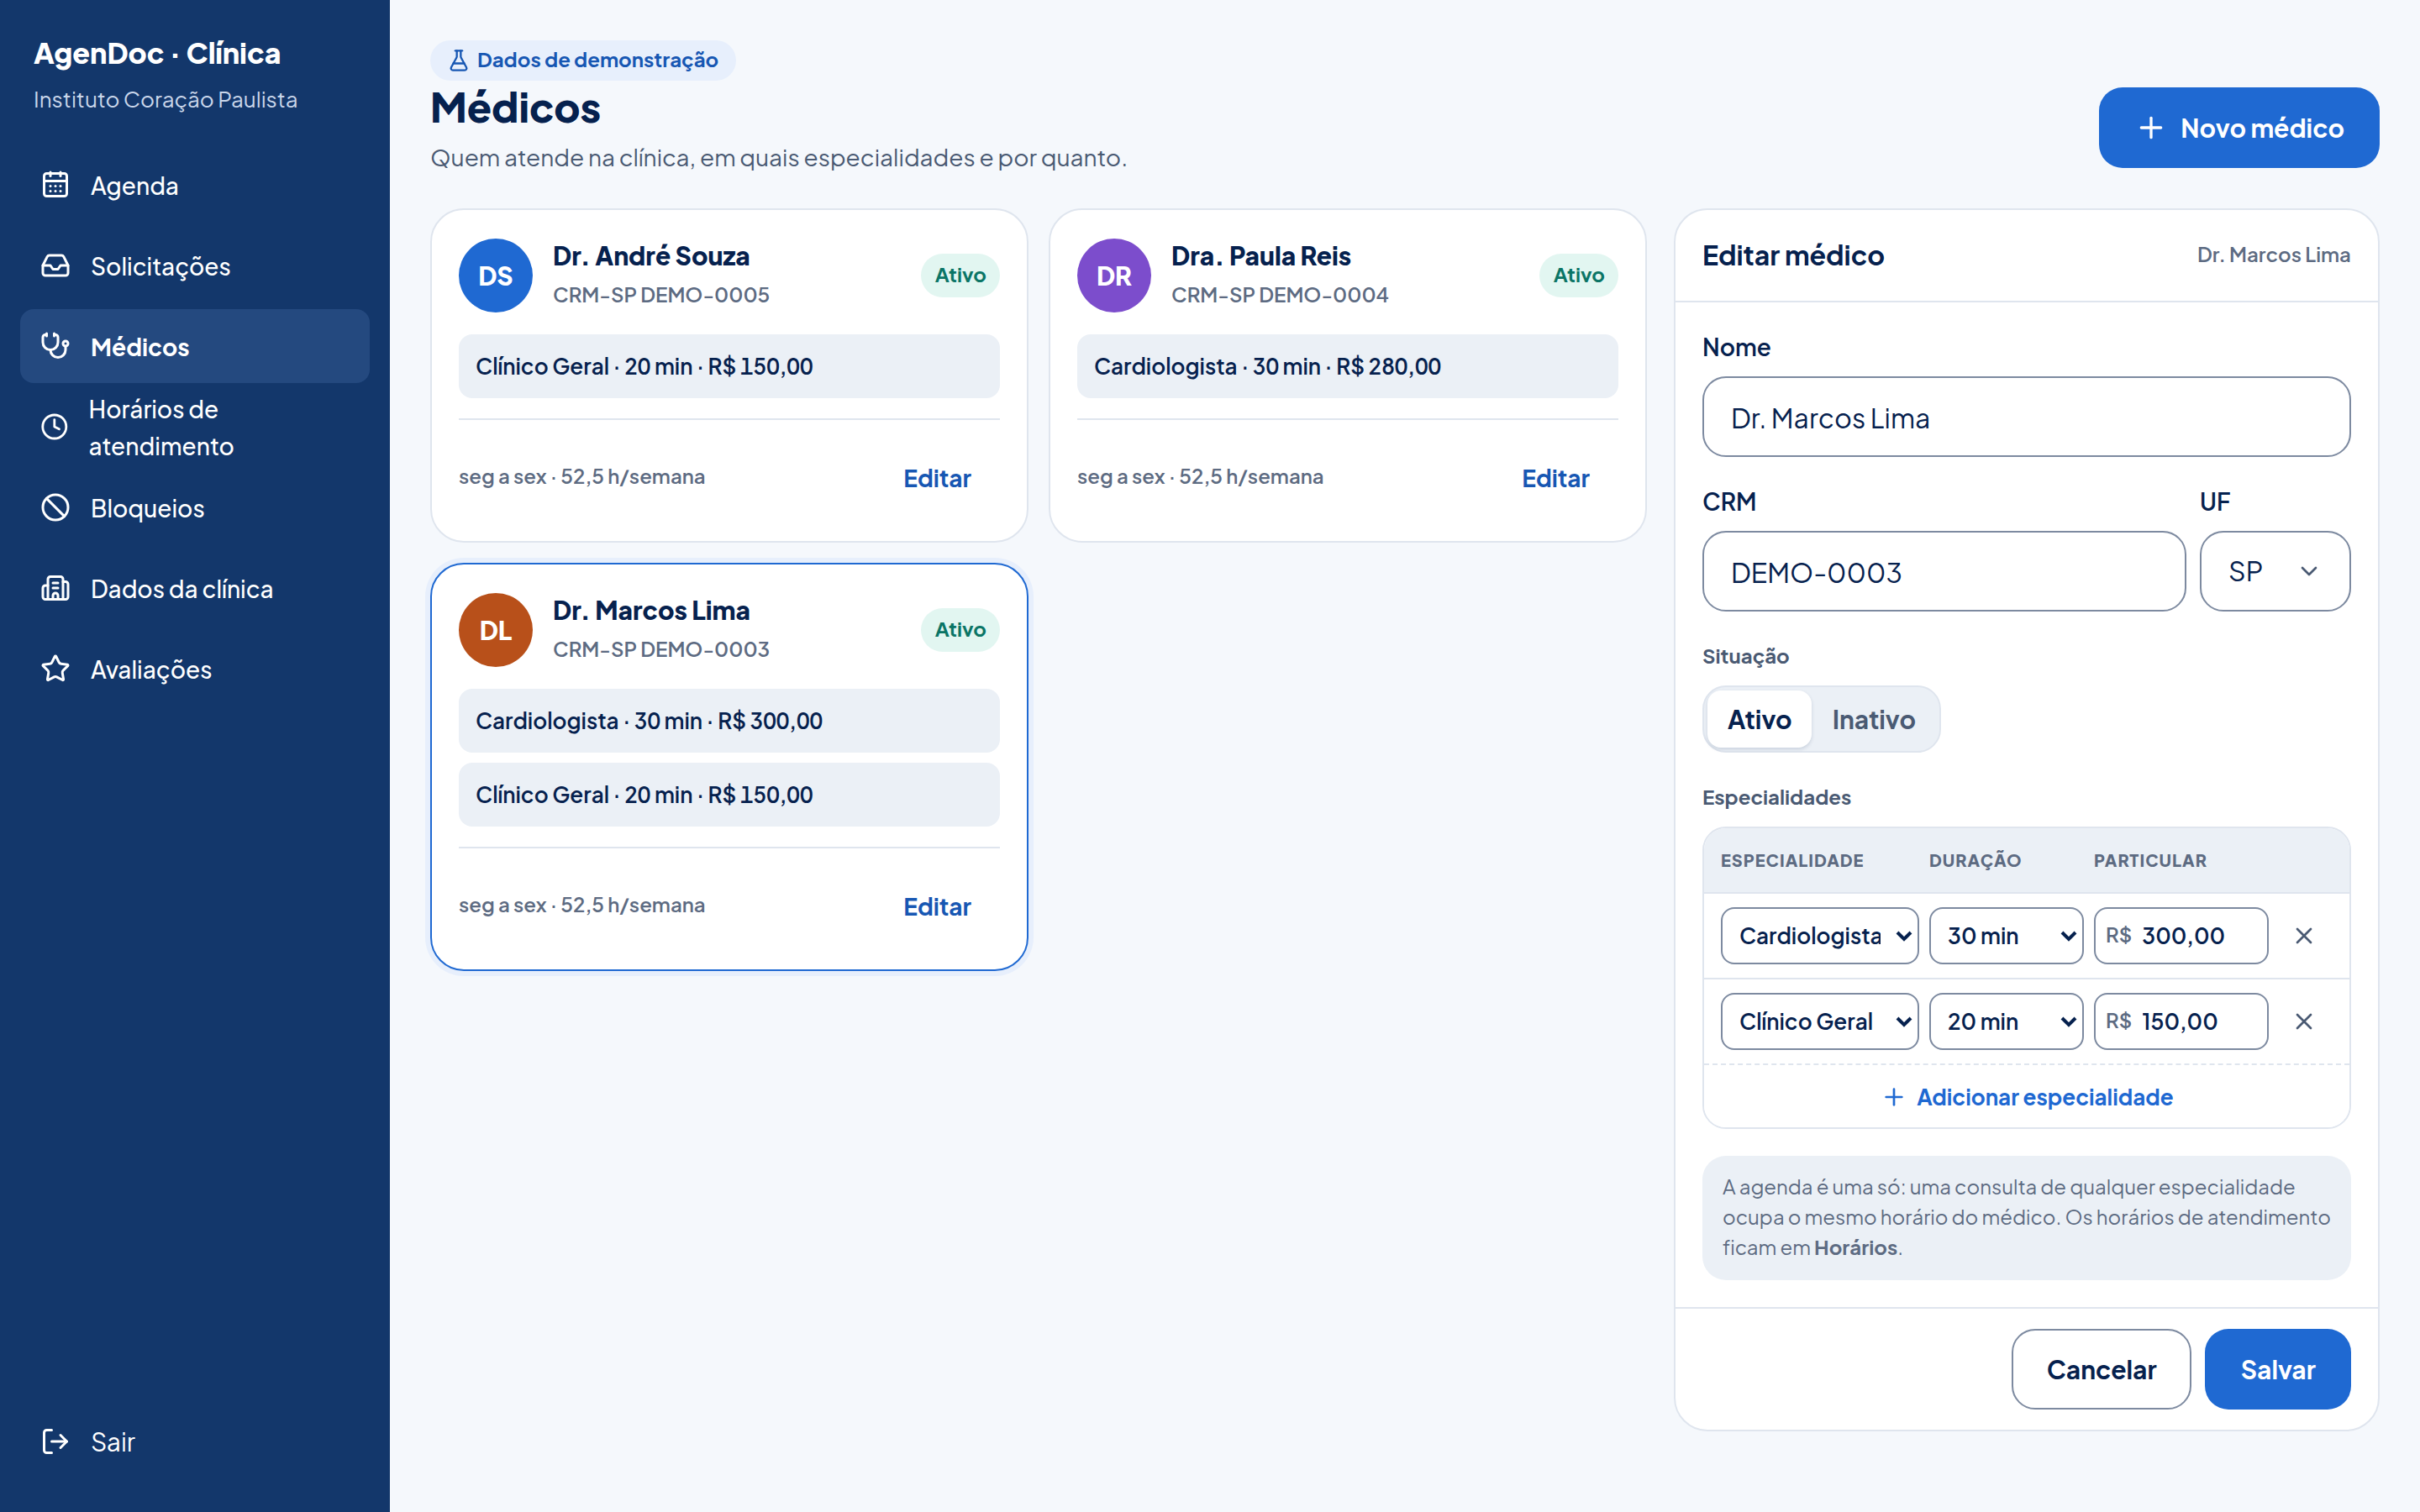 AgenDoc · Clínica
Instituto Coração Paulista
Agenda
Solicitações
Médicos
Horários de
atendimento
Bloqueios
Dados da clínica
Avaliações
Sair
Dados de demonstração
Médicos
Quem atende na clínica, em quais especialidades e por quanto.
Novo médico
DS
Dr. André Souza
CRM-SP DEMO-0005
Ativo
Clínico Geral · 20 min · R$ 150,00
seg a sex · 52,5 h/semana
Editar
DR
Dra. Paula Reis
CRM-SP DEMO-0004
Ativo
Cardiologista · 30 min · R$ 280,00
seg a sex · 52,5 h/semana
Editar
DL
Dr. Marcos Lima
CRM-SP DEMO-0003
Ativo
Cardiologista · 30 min · R$ 300,00
Clínico Geral · 20 min · R$ 150,00
seg a sex · 52,5 h/semana
Editar
Editar médico
Dr. Marcos Lima
Nome
Dr. Marcos Lima
CRM UF
DEMO-0003 SP
Situação
Ativo Inativo
Especialidades
ESPECIALIDADE DURAÇÃO PARTICULAR
Cardiologista 30 min R$ 300,00
Clínico Geral 20 min R$ 150,00
Adicionar especialidade
A agenda é uma só: uma consulta de qualquer especialidade
ocupa o mesmo horário do médico. Os horários de atendimento
ficam em Horários.
Cancelar Salvar